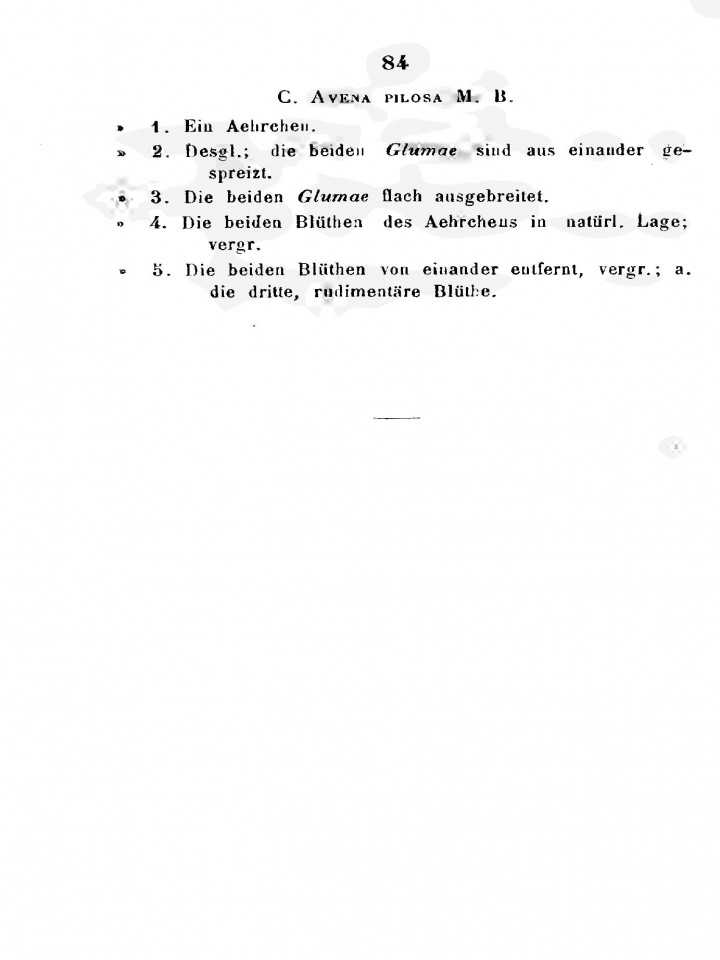 84
C. AVENA PILOSA M. B.
» 1. Ein Aehrchen.
» 2. Desgl.; die beiden Glumae sind aus einander ge-
spreizt.
» 3. Die beiden Glumae flach ausgebreitet.
» 4. Die beiden Blüthen des Aehrchens in natürl. Lage;
vergr.
» 5. Die beiden Blüthen von einander entfernt, vergr.; a.
die dritte, rudimentäre Blüthe.